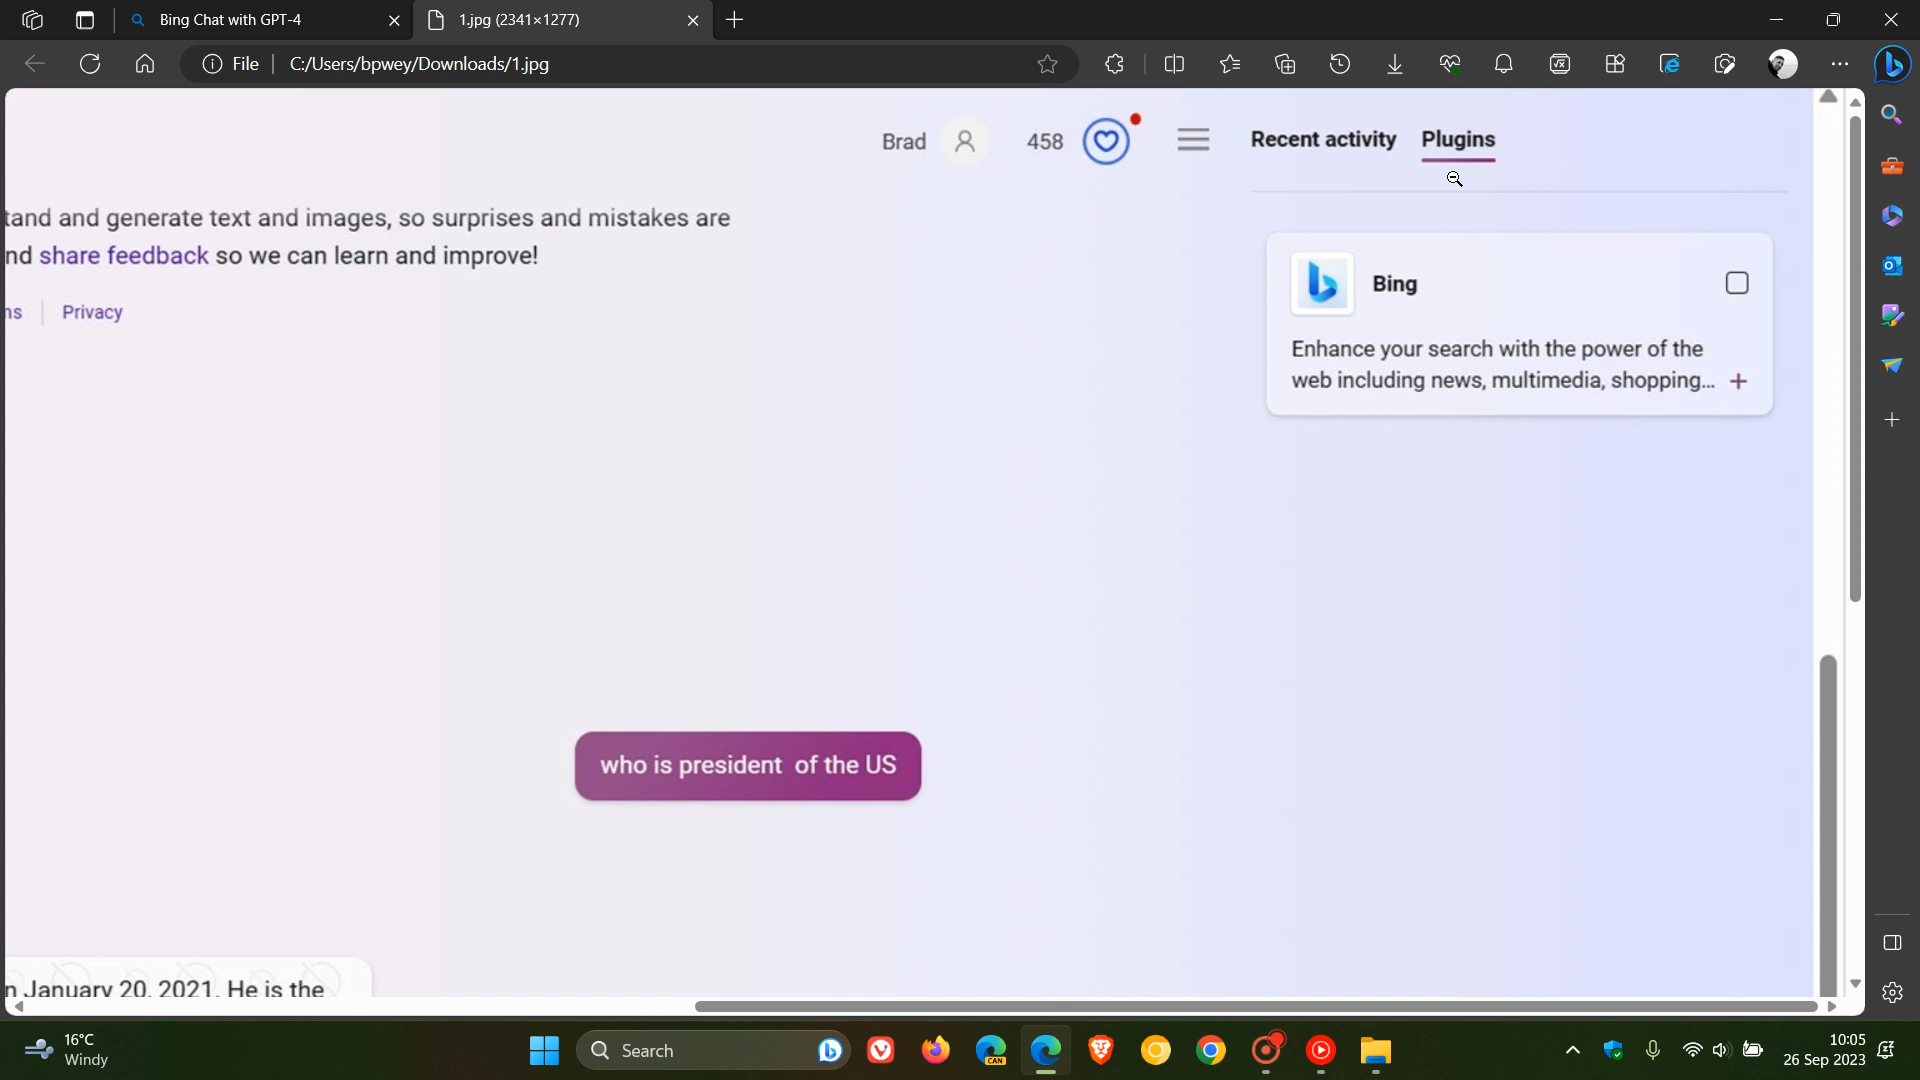 Bing Chat with GPT-4
1.jpg (2341×1277)
File
C:/Users/bpwey/Downloads/1.jpg
Brad
458
Recent activity
Plugins
tand and generate text and images, so surprises and mistakes are
nd share feedback so we can learn and improve!
ns
Privacy
Bing
Enhance your search with the power of the
web including news, multimedia, shopping...
who is president of the US
n January 20, 2021. He is the
16°C
Windy
Search
CAN
10:05
26 Sep 2023